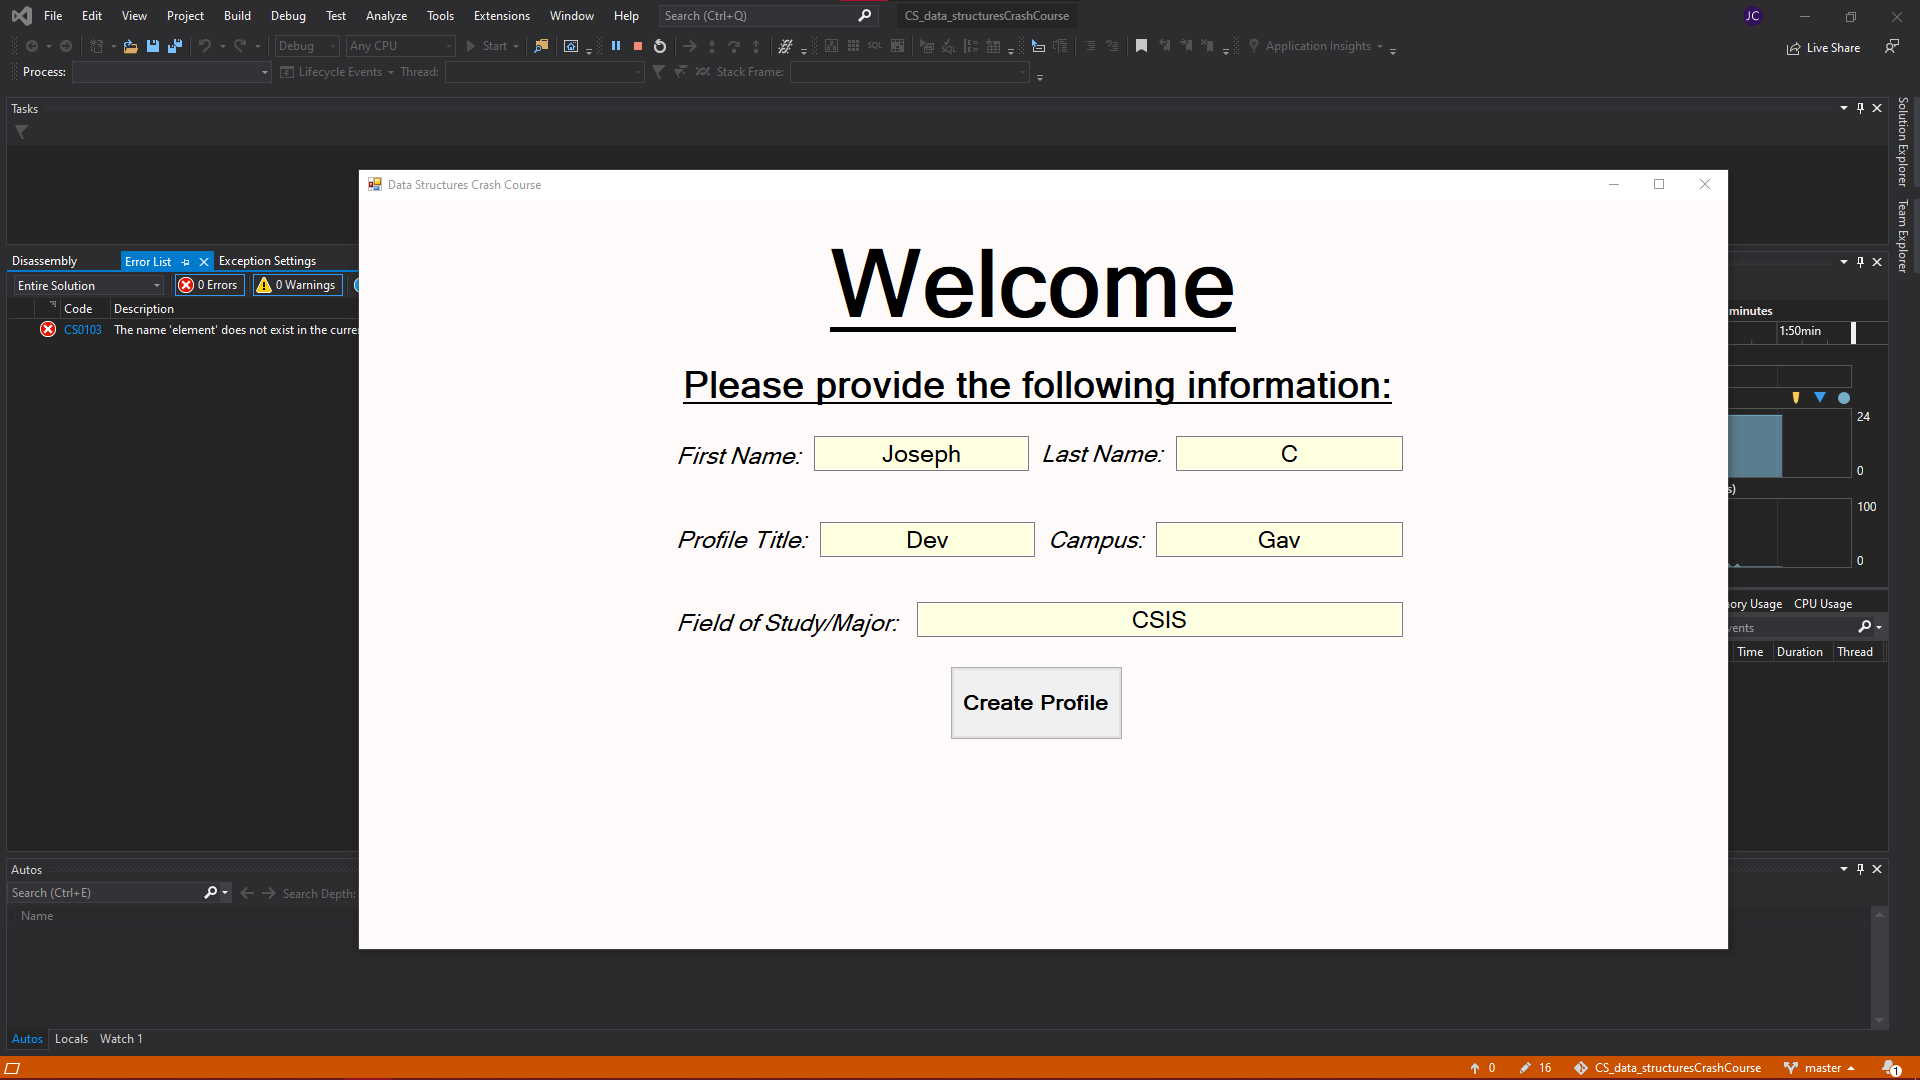 File Edit View Project Build Debug Test Analyze Tools Extensions Window Help Search (Ctrl+Q) CS_data_structuresCrashCourse JC
Debug Any CPU Start SQL SQL Application Insights Live Share
Process: Lifecycle Events Thread: Stack Frame:
Tasks
Solution Explorer
Team Explorer
Data Structures Crash Course
Disassembly Error List Exception Settings
Entire Solution 0 Errors 0 Warnings
Code Description
CS0103 The name 'element' does not exist in the curre
minutes
1:50min
24
0
s)
100
0
ory Usage CPU Usage
vents
Time Duration Thread
Welcome
Please provide the following information:
First Name: Joseph Last Name: C
Profile Title: Dev Campus: Gav
Field of Study/Major: CSIS
Create Profile
Autos
Search (Ctrl+E) Search Depth:
Name
Autos Locals Watch 1
0 16 CS_data_structuresCrashCourse master 1